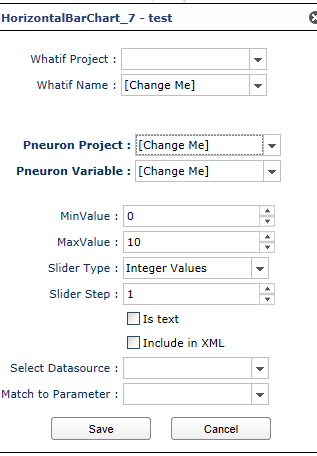 HorizontalBarChart_7 - test
Whatif Project :
Whatif Name : [Change Me]
Pneuron Project : [Change Me]
Pneuron Variable : [Change Me]
MinValue : 0
MaxValue : 10
Slider Type : Integer Values
Slider Step : 1
Is text
Include in XML
Select Datasource :
Match to Parameter :
Save Cancel